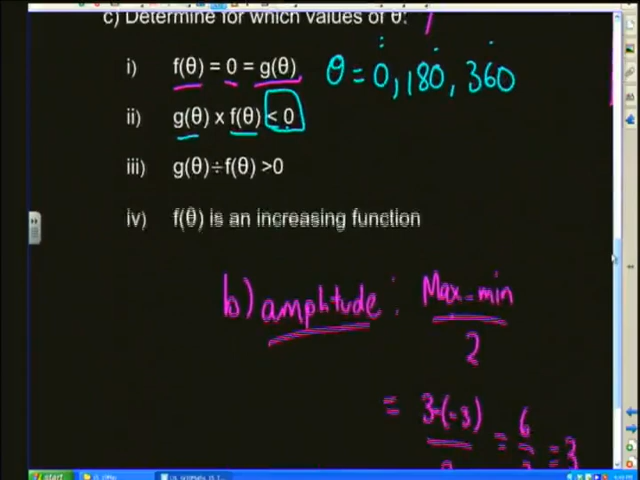 c) Determine for which values of θ:
i) f(θ) = 0 = g(θ) θ = 0, 180, 360
ii) g(θ) x f(θ) < 0
iii) g(θ)÷f(θ) >0
iv) f(θ) is an increasing function
b) amplitude : Max - min
2
= 3-(-3) = 6 = 3
start